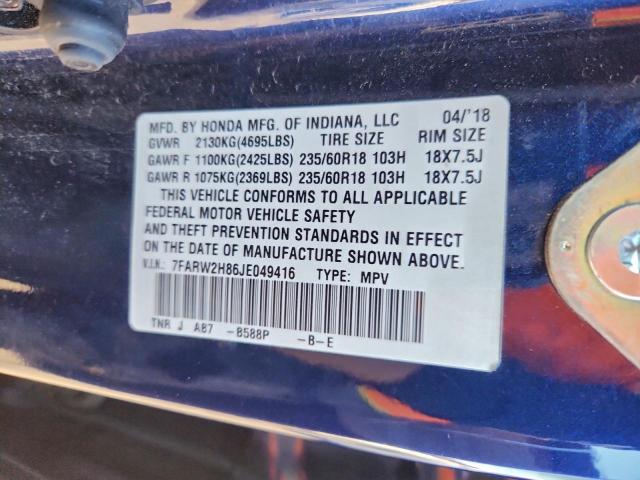 MFD. BY HONDA MFG. OF INDIANA, LLC 04/'18
GVWR 2130KG(4695LBS) TIRE SIZE RIM SIZE
GAWR F 1100KG(2425LBS) 235/60R18 103H 18X7.5J
GAWR R 1075KG(2369LBS) 235/60R18 103H 18X7.5J
THIS VEHICLE CONFORMS TO ALL APPLICABLE
FEDERAL MOTOR VEHICLE SAFETY
AND THEFT PREVENTION STANDARDS IN EFFECT
ON THE DATE OF MANUFACTURE SHOWN ABOVE.
V.I.N.: 7FARW2H86JE049416 TYPE: MPV
TNR J A87 -B588P -B-E